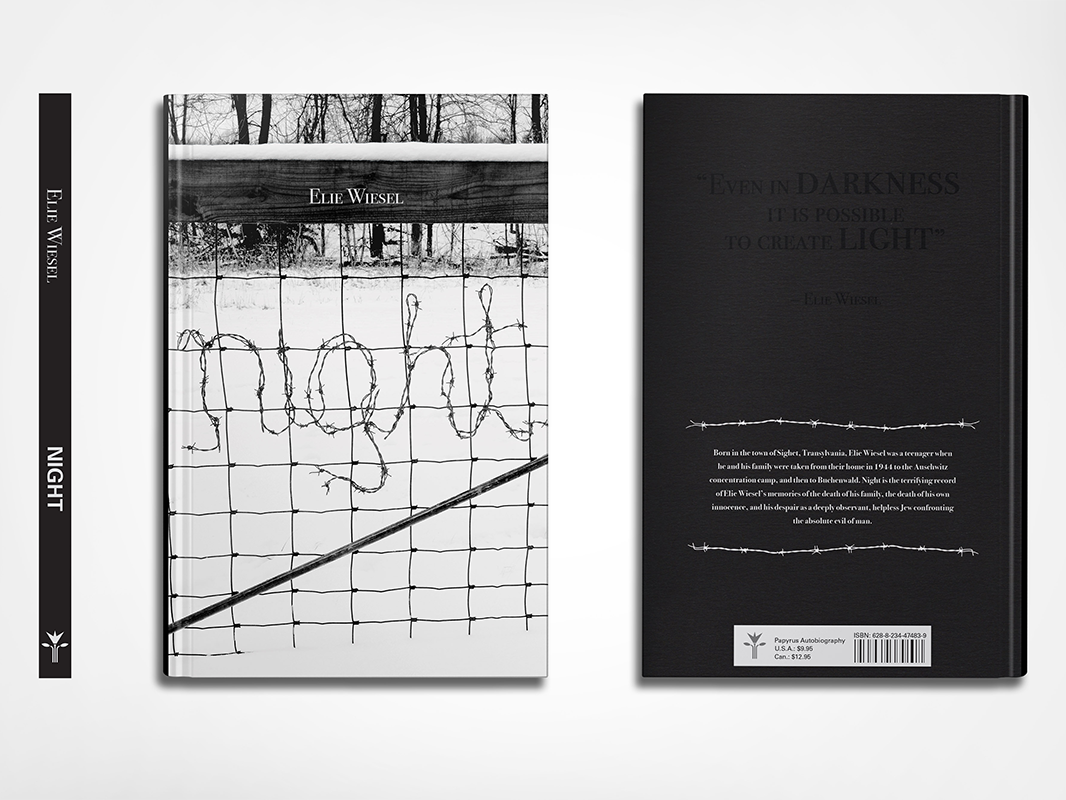 ELIE WIESEL
NIGHT
ELIE WIESEL
night
“EVEN IN DARKNESS
IT IS POSSIBLE
TO CREATE LIGHT”
– ELIE WIESEL
Born in the town of Sighet, Transylvania, Elie Wiesel was a teenager when
he and his family were taken from their home in 1944 to the Auschwitz
concentration camp, and then to Buchenwald. Night is the terrifying record
of Elie Wiesel's memories of the death of his family, the death of his own
innocence, and his despair as a deeply observant, helpless Jew confronting
the absolute evil of man.
Papyrus Autobiography
U.S.A.: $9.95
Can.: $12.95
ISBN: 628-8-234-47483-9